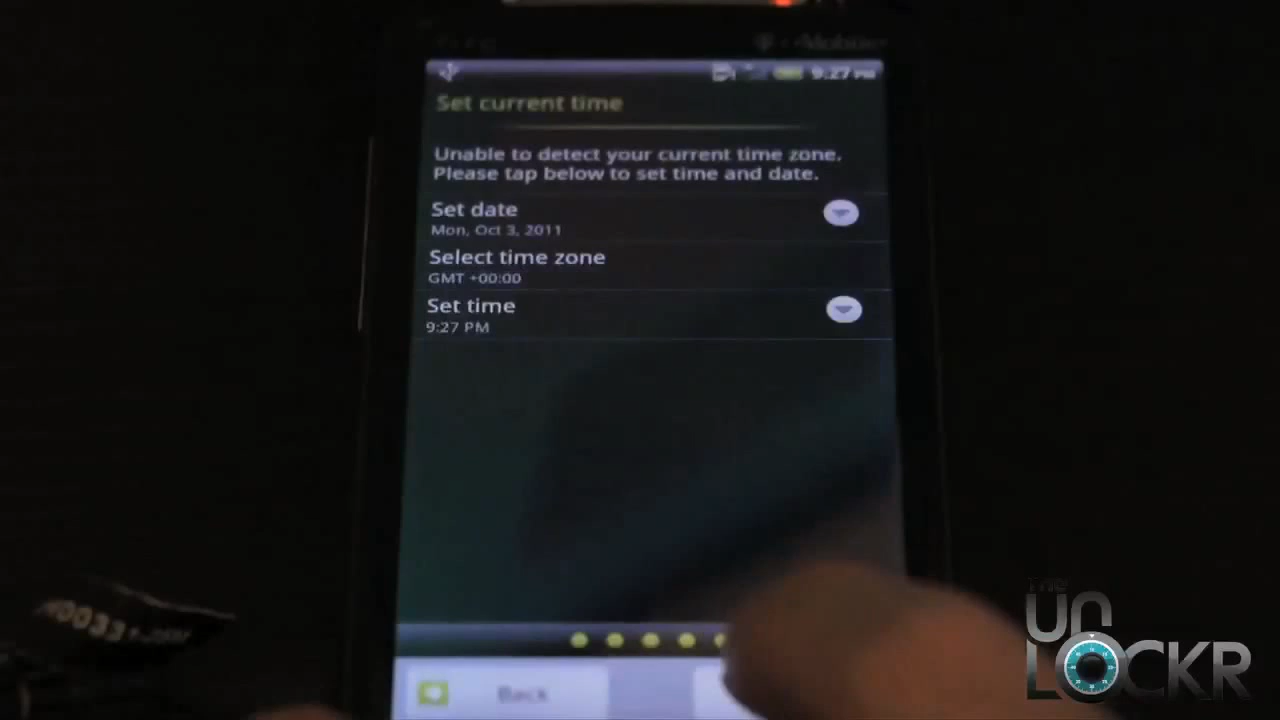 T-Mobile
9:27 PM
Set current time
Unable to detect your current time zone.
Please tap below to set time and date.
Set date
Mon, Oct 3, 2011
Select time zone
GMT +00:00
Set time
9:27 PM
Back
The
UNLOCKR